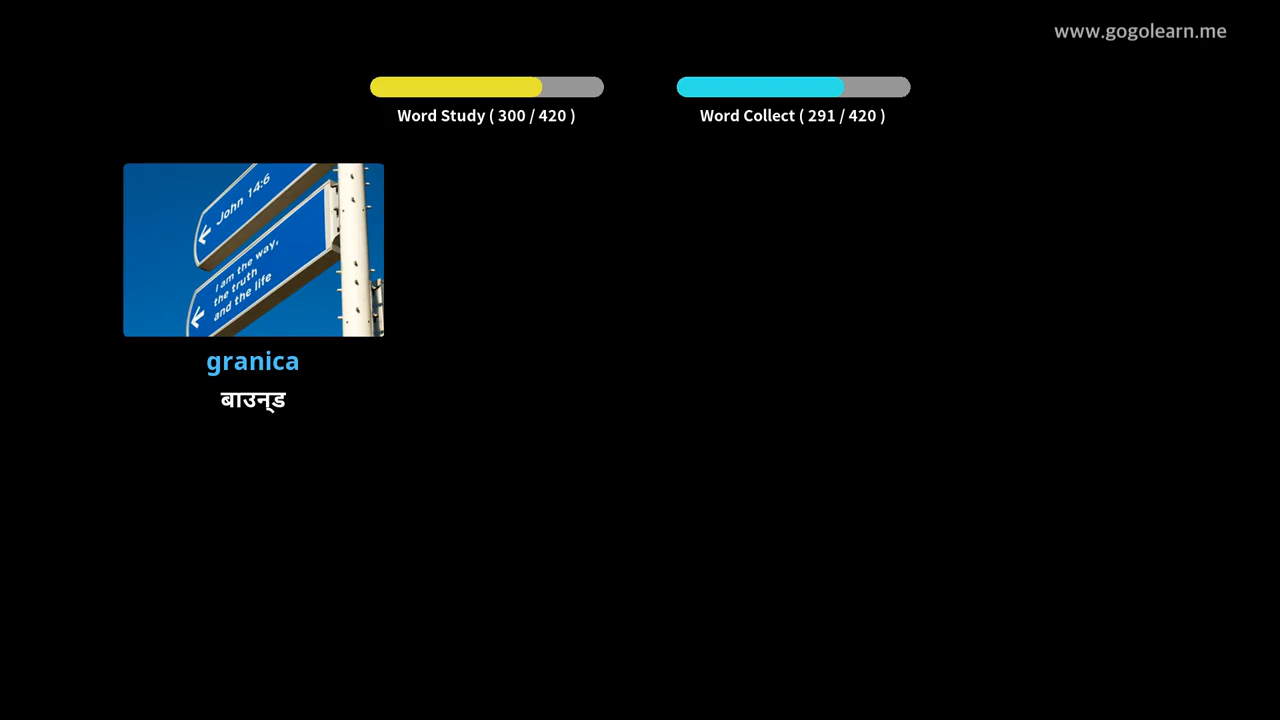 www.gogolearn.me
Word Study ( 300 / 420 )
Word Collect ( 291 / 420 )
John 14:6
I am the way,
the truth
and the life
granica
बाउन्ड